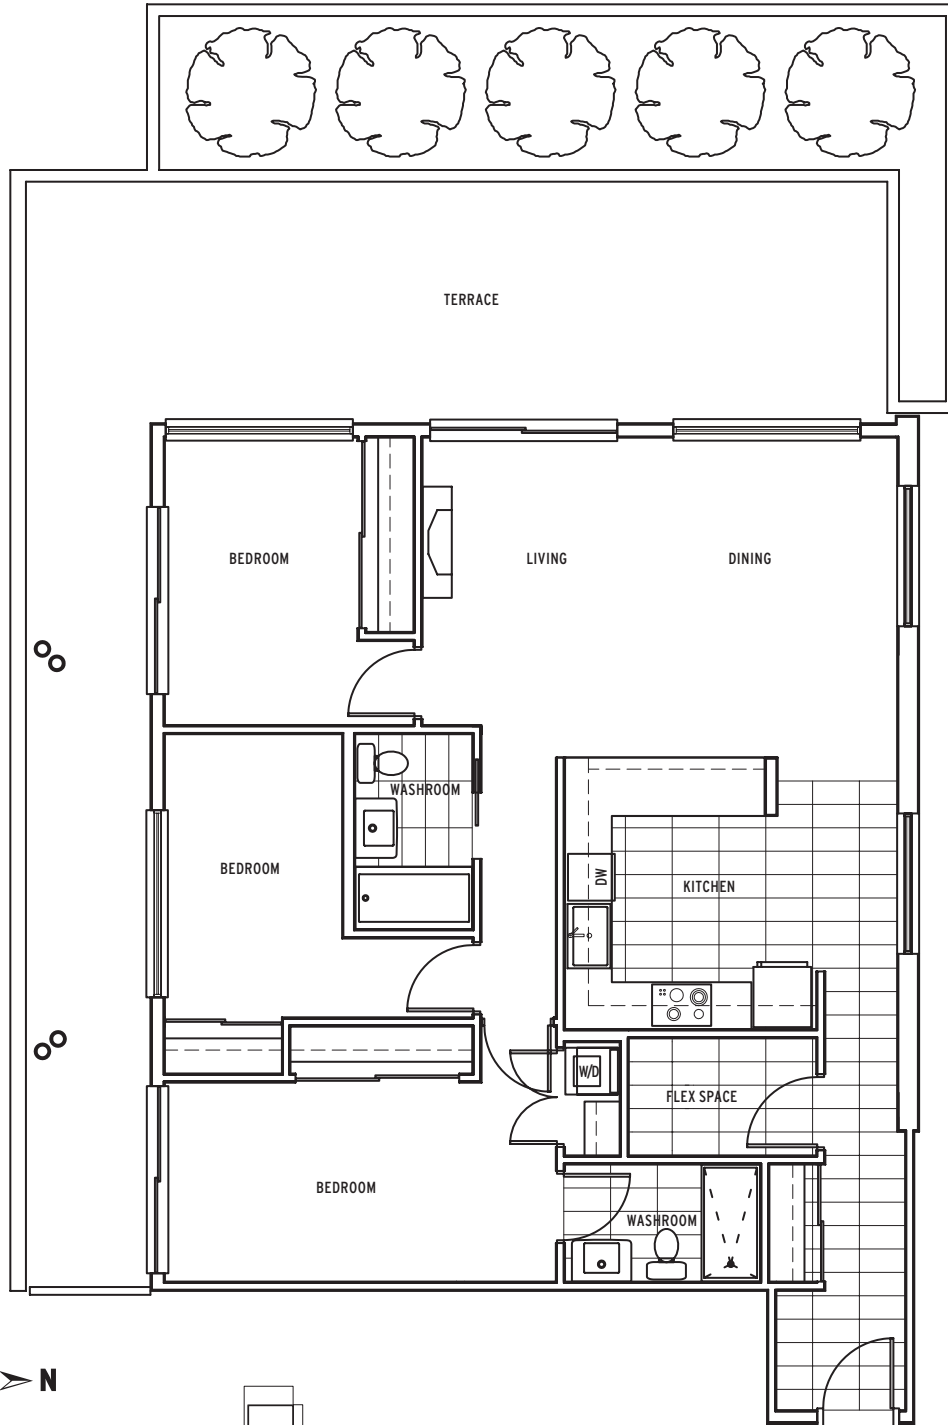 TERRACE
BEDROOM
LIVING
DINING
WASHROOM
BEDROOM
DW
KITCHEN
W/D
FLEX SPACE
BEDROOM
WASHROOM
N